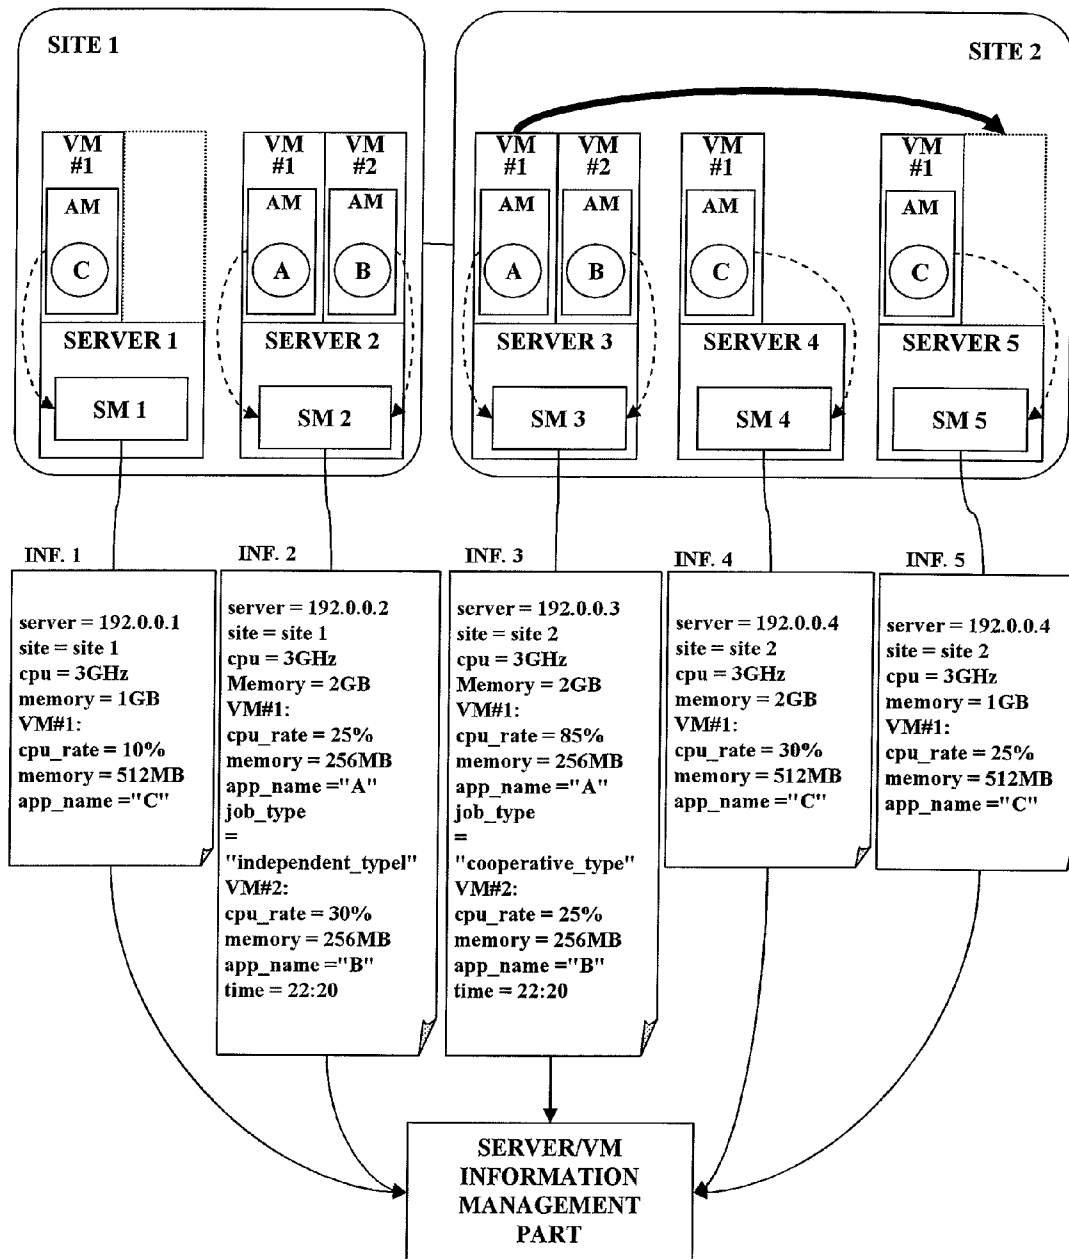 SITE 1
SITE 2
VM
#1
VM
#1
VM
#2
VM
#1
VM
#2
VM
#1
VM
#1
AM
AM
AM
AM
AM
AM
AM
C
A
B
A
B
C
C
SERVER 1
SERVER 2
SERVER 3
SERVER 4
SERVER 5
SM 1
SM 2
SM 3
SM 4
SM 5
INF. 1
server = 192.0.0.1
site = site 1
cpu = 3GHz
memory = 1GB
VM#1:
cpu_rate = 10%
memory = 512MB
app_name ="C"
INF. 2
server = 192.0.0.2
site = site 1
cpu = 3GHz
Memory = 2GB
VM#1:
cpu_rate = 25%
memory = 256MB
app_name ="A"
job_type
=
"independent_typel"
VM#2:
cpu_rate = 30%
memory = 256MB
app_name ="B"
time = 22:20
INF. 3
server = 192.0.0.3
site = site 2
cpu = 3GHz
Memory = 2GB
VM#1:
cpu_rate = 85%
memory = 256MB
app_name ="A"
job_type
=
"cooperative_type"
VM#2:
cpu_rate = 25%
memory = 256MB
app_name ="B"
time = 22:20
INF. 4
server = 192.0.0.4
site = site 2
cpu = 3GHz
memory = 2GB
VM#1:
cpu_rate = 30%
memory = 512MB
app_name ="C"
INF. 5
server = 192.0.0.4
site = site 2
cpu = 3GHz
memory = 1GB
VM#1:
cpu_rate = 25%
memory = 512MB
app_name ="C"
SERVER/VM
INFORMATION
MANAGEMENT
PART